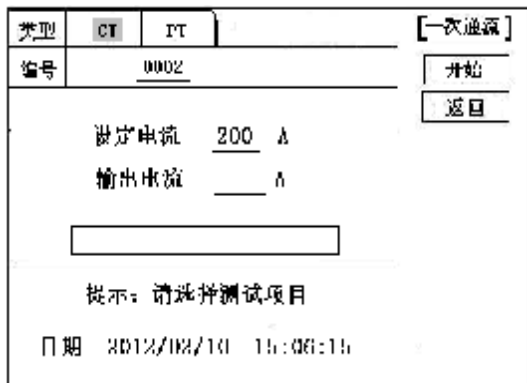 类型 CT PT
[一次通流]
编号 0002
开始
返回
设定电流 200 A
输出电流 A
提示：请选择测试项目
日期 2012/02/10 15:06:15